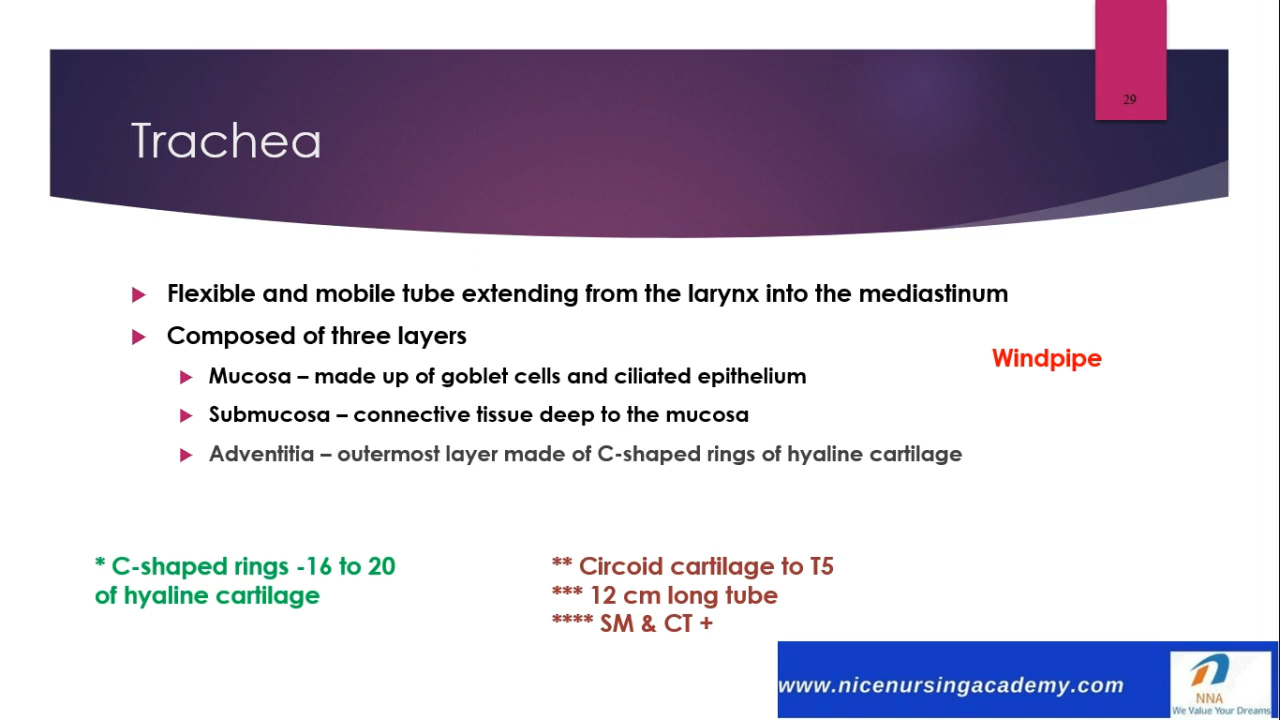 29
Trachea
Flexible and mobile tube extending from the larynx into the mediastinum
Composed of three layers
Windpipe
Mucosa – made up of goblet cells and ciliated epithelium
Submucosa – connective tissue deep to the mucosa
Adventitia – outermost layer made of C-shaped rings of hyaline cartilage
* C-shaped rings -16 to 20
of hyaline cartilage
** Circoid cartilage to T5
*** 12 cm long tube
**** SM & CT +
www.nicenursingacademy.com
NNA
We Value Your Dreams